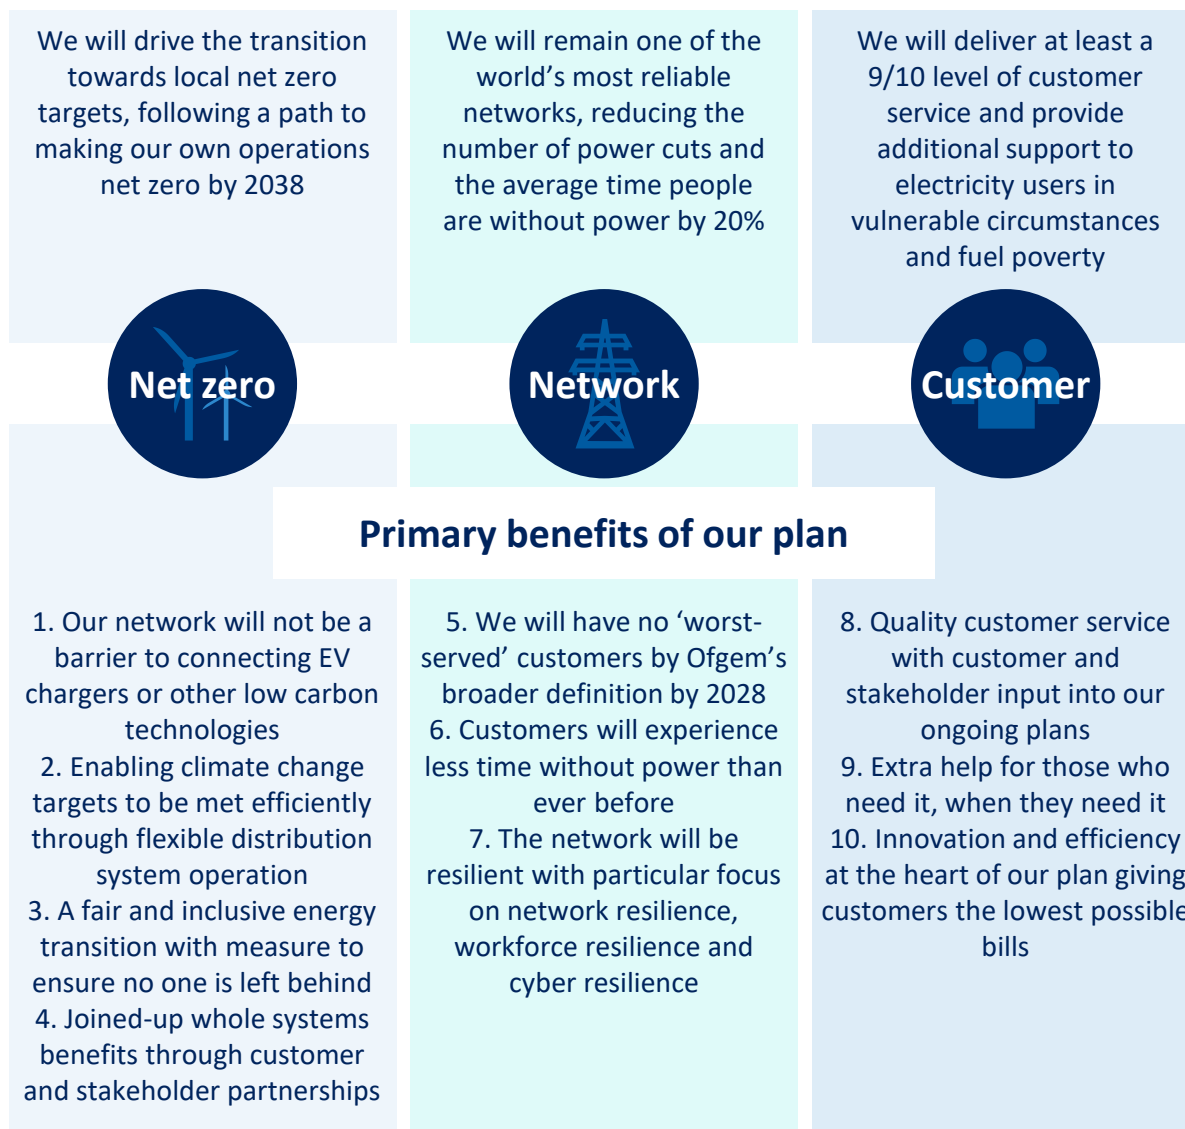 We will drive the transition
towards local net zero
targets, following a path to
making our own operations
net zero by 2038
We will remain one of the
world’s most reliable
networks, reducing the
number of power cuts and
the average time people
are without power by 20%
We will deliver at least a
9/10 level of customer
service and provide
additional support to
electricity users in
vulnerable circumstances
and fuel poverty
Net zero
Network
Customer
Primary benefits of our plan
1. Our network will not be a
barrier to connecting EV
chargers or other low carbon
technologies
2. Enabling climate change
targets to be met efficiently
through flexible distribution
system operation
3. A fair and inclusive energy
transition with measure to
ensure no one is left behind
4. Joined-up whole systems
benefits through customer
and stakeholder partnerships
5. We will have no ‘worst-
served’ customers by Ofgem’s
broader definition by 2028
6. Customers will experience
less time without power than
ever before
7. The network will be
resilient with particular focus
on network resilience,
workforce resilience and
cyber resilience
8. Quality customer service
with customer and
stakeholder input into our
ongoing plans
9. Extra help for those who
need it, when they need it
10. Innovation and efficiency
at the heart of our plan giving
customers the lowest possible
bills